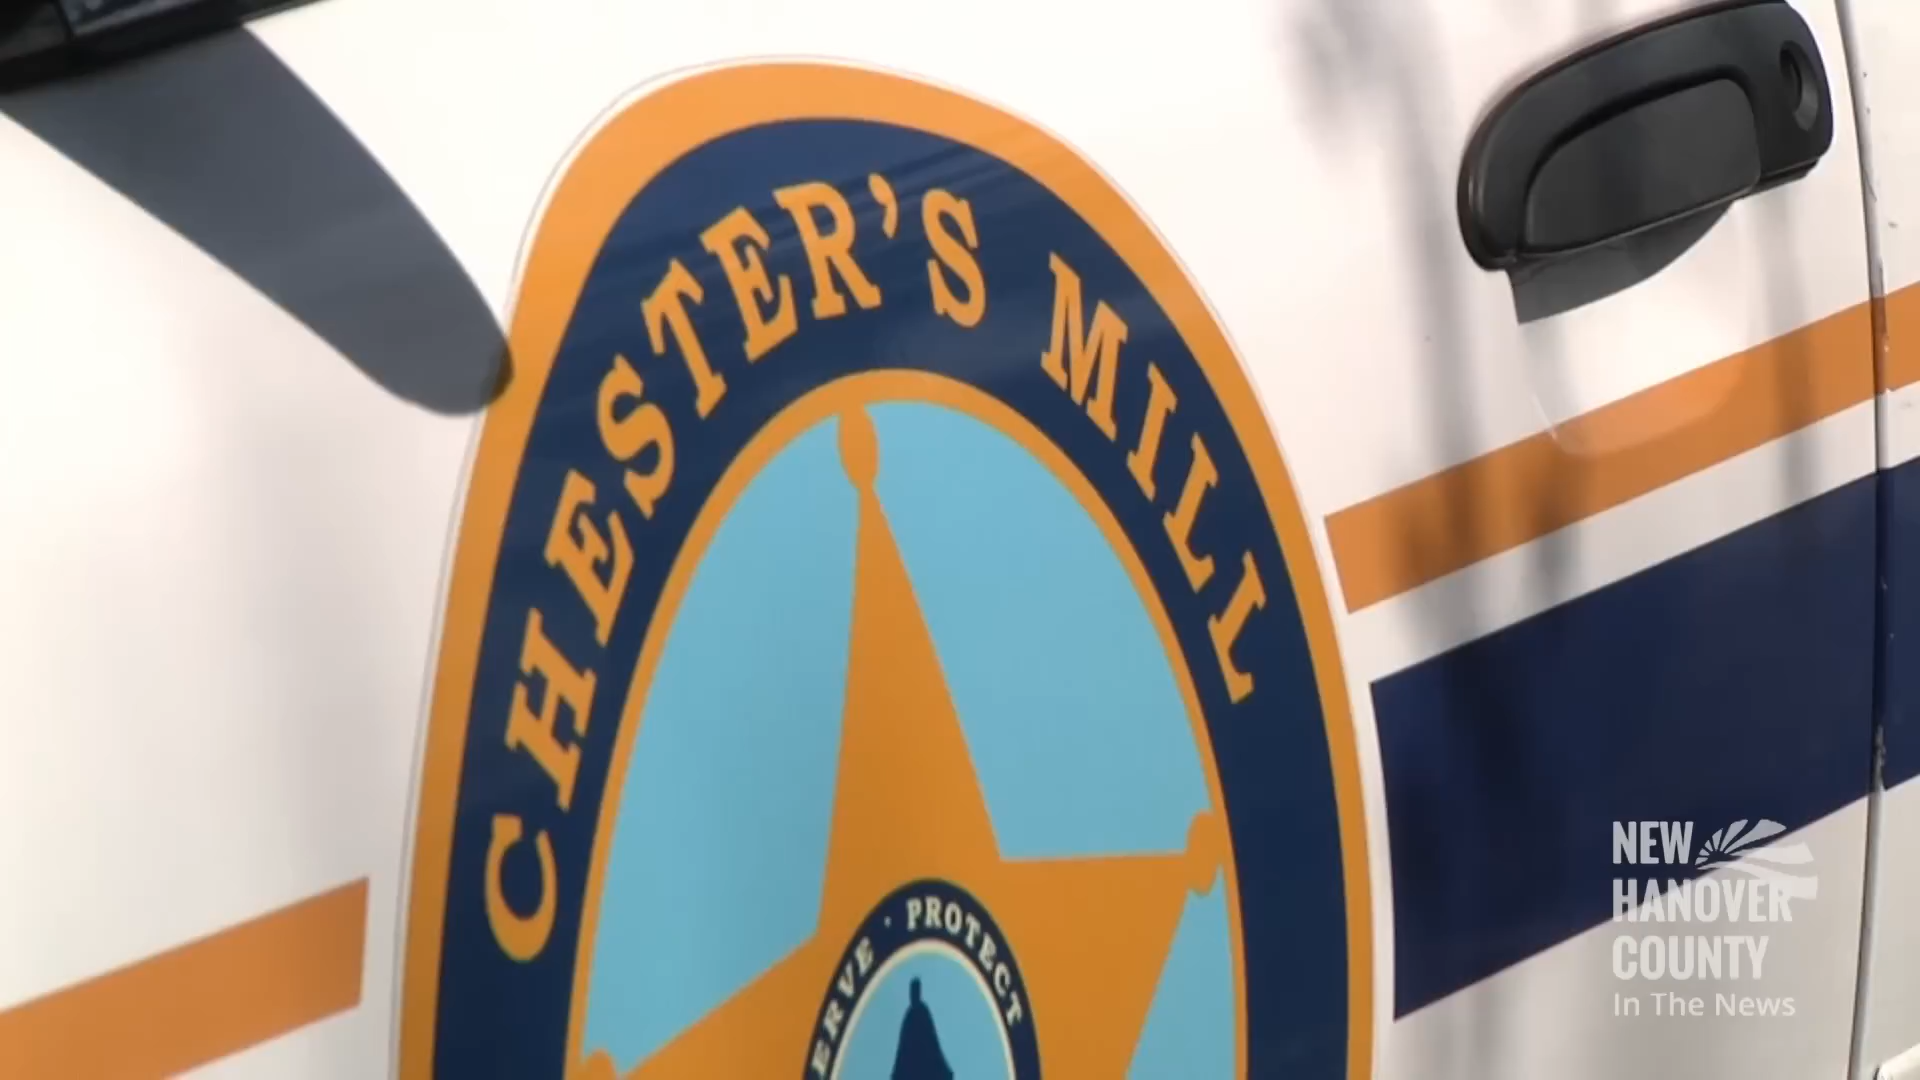 CHESTER'S MILL
ERVE · PROTECT
NEW
HANOVER
COUNTY
In The News